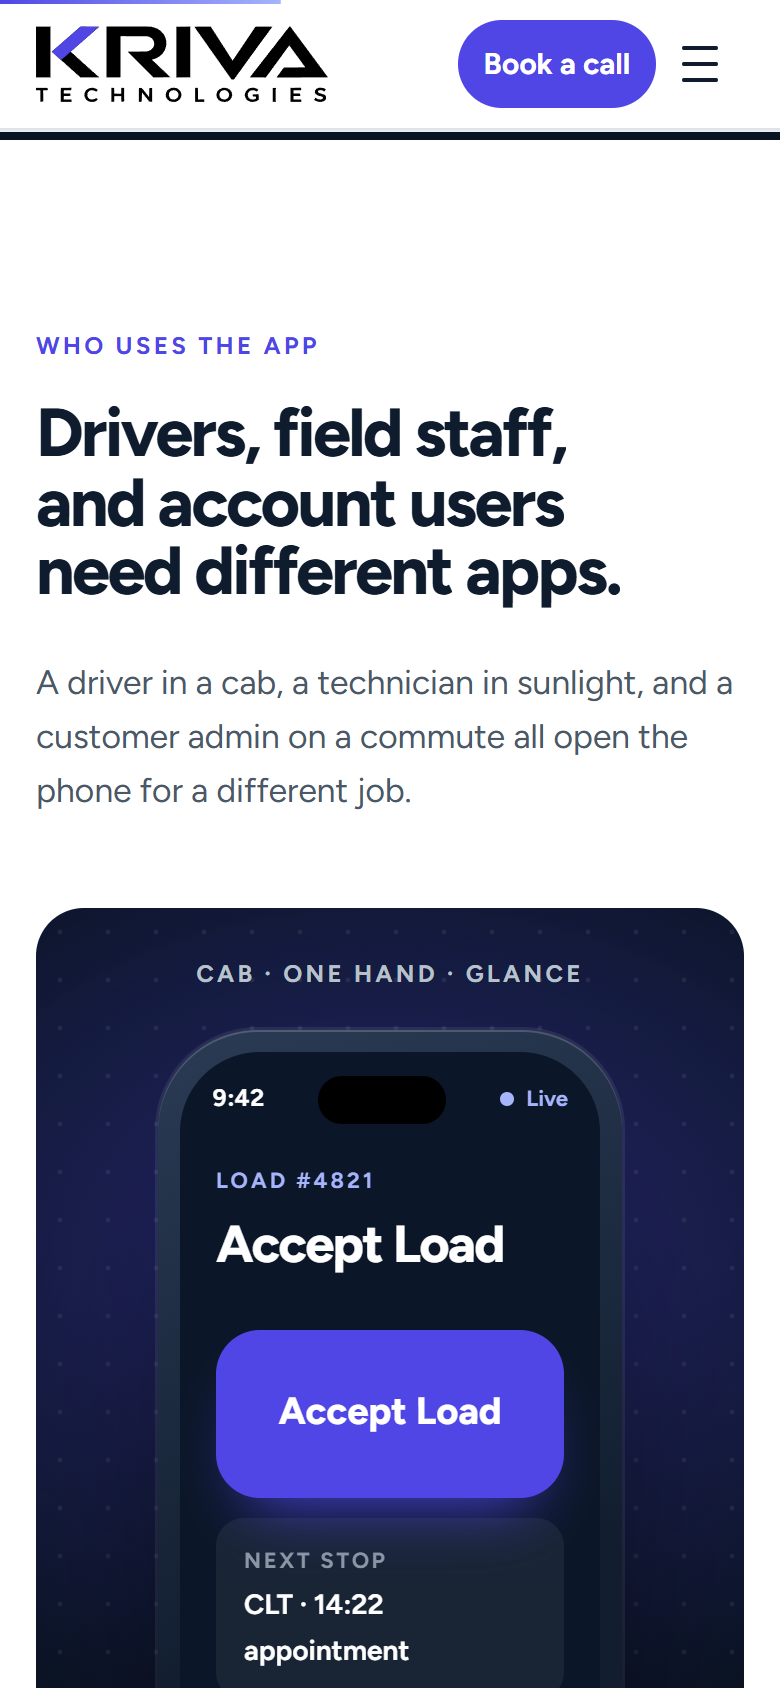 KRIVA
TECHNOLOGIES
Book a call
WHO USES THE APP
Drivers, field staff,
and account users
need different apps.
A driver in a cab, a technician in sunlight, and a
customer admin on a commute all open the
phone for a different job.
CAB · ONE HAND · GLANCE
9:42
Live
LOAD #4821
Accept Load
Accept Load
NEXT STOP
CLT · 14:22
appointment